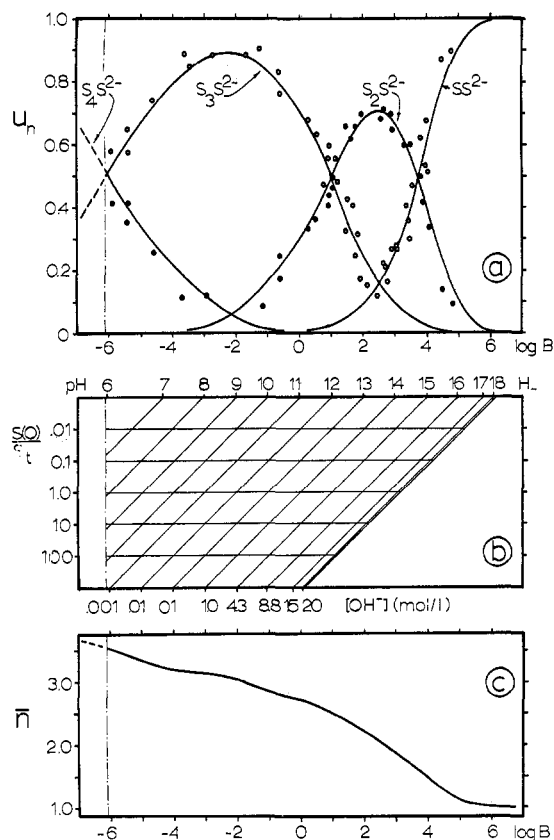 1.0
0.8
Uₙ
0.6
0.4
0.2
0
S₄S²⁻
S₃S²⁻
S₂S²⁻
SS²⁻
ⓐ
-6 -4 -2 0 2 4 6 log B
pH 6 7 8 9 10 11 12 13 14 15 16 17 18 H_
S(0)
.01
0.1
1.0
10
100
ⓑ
.001 .01 .01 1.0 4.3 8.8 15 20 [OH⁻] (mol/l)
n̄
3.0
2.0
1.0
ⓒ
-6 -4 -2 0 2 4 6 log B